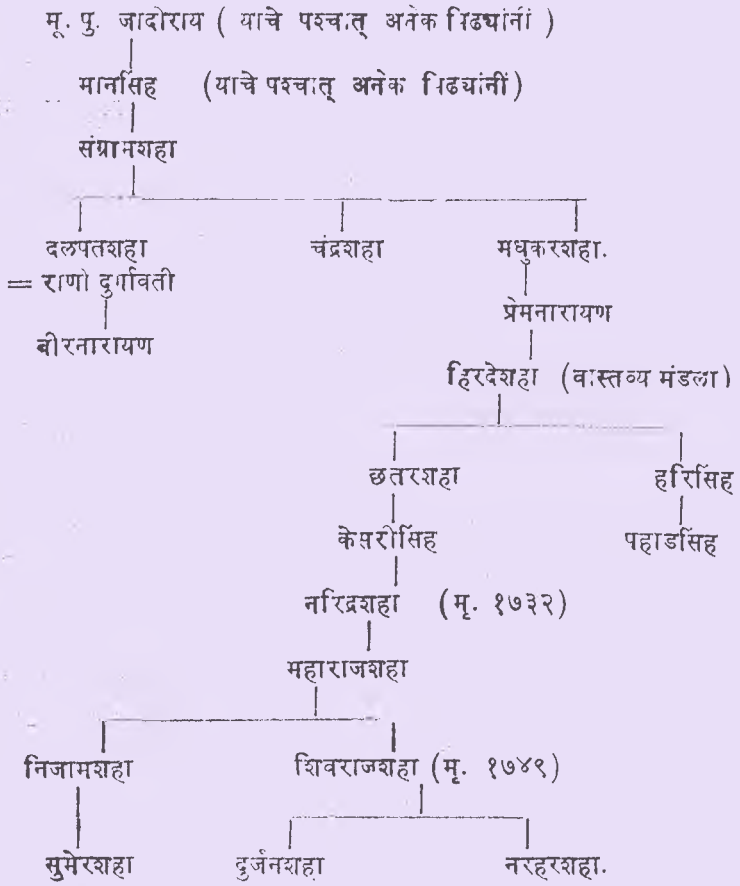 मू. पु. जादोराय ( याचे पश्चात् अनेक पिढ्यांनीं )
मानसिंह (याचे पश्चात् अनेक पिढ्यांनीं)
संग्रामशहा
दलपतशहा चंद्रशहा मधुकरशहा.
= राणी दुर्गावती
प्रेमनारायण
वीरनारायण
हिरदेशहा (वास्तव्य मंडला)
छतरशहा हरिसिंह
केसरीसिंह पहाडसिंह
नरिंद्रशहा (मृ. १७३२)
महाराजशहा
निजामशहा शिवराजशहा (मृ. १७४९)
सुमेरशहा दुर्जनशहा नरहरशहा.